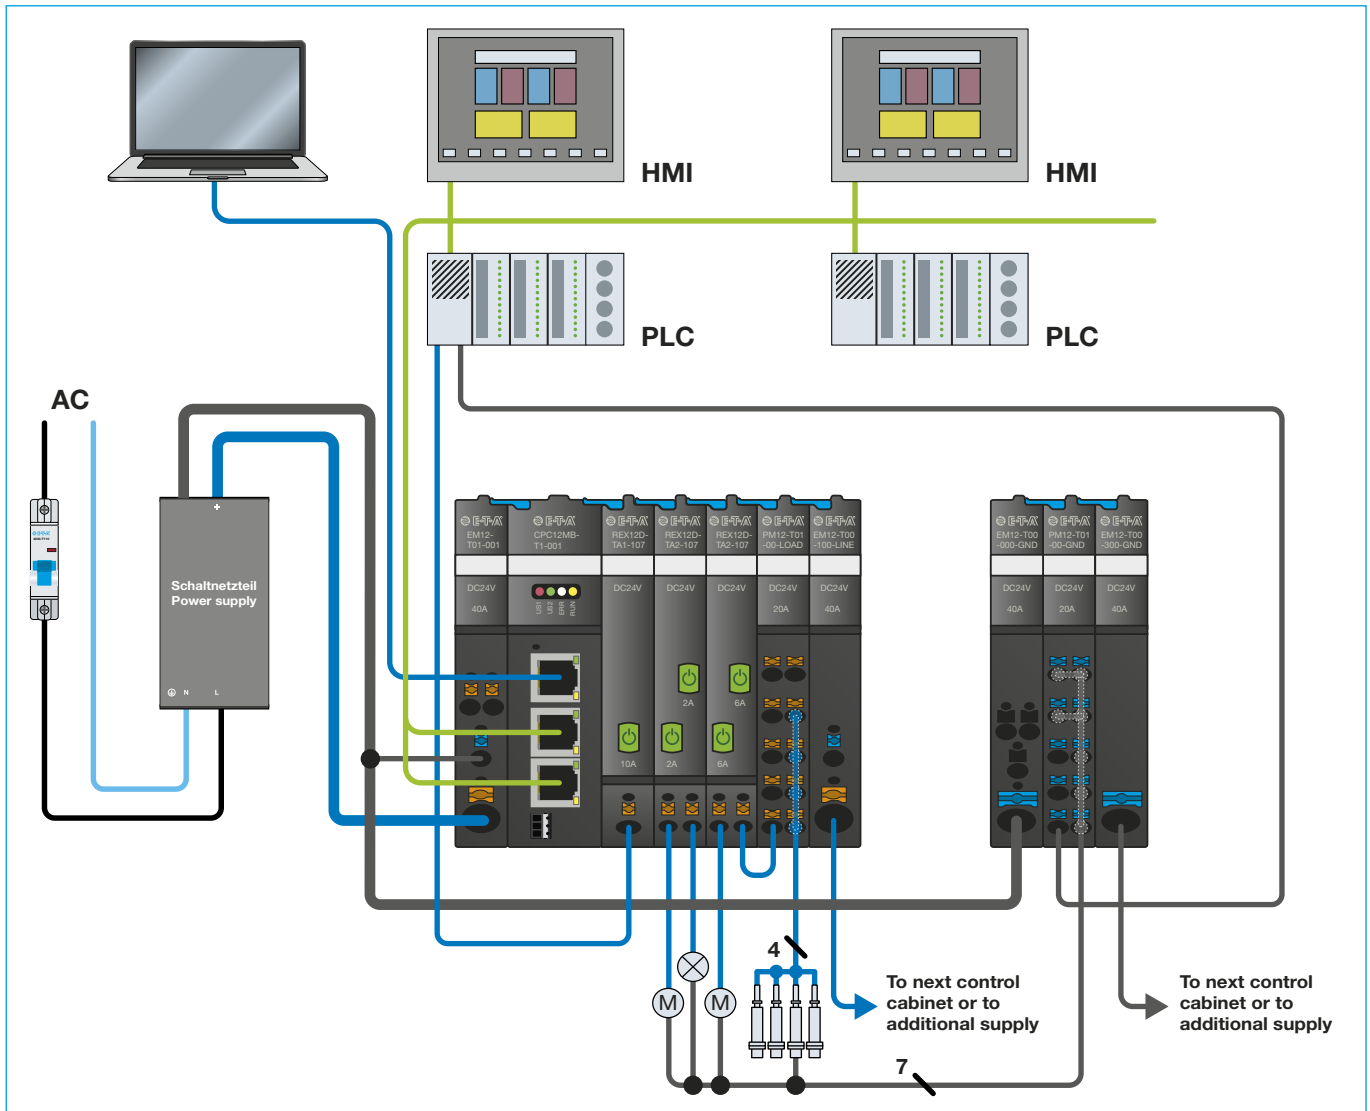 HMI
HMI
PLC
PLC
AC
+
Schaltnetzteil
Power supply
N
L
E-T-A
EM12-
T01-001
DC24V
40A
E-T-A
CPC12MB-
T1-001
US1
US2
ERR
RUN
E-T-A
REX12D-
TA1-107
DC24V
10A
E-T-A
REX12D-
TA2-107
DC24V
2A
2A
E-T-A
REX12D-
TA2-107
DC24V
6A
6A
E-T-A
PM12-T01
-00-LOAD
DC24V
20A
E-T-A
EM12-T00
-100-LINE
DC24V
40A
E-T-A
EM12-T00
-000-GND
DC24V
40A
E-T-A
PM12-T01
-00-GND
DC24V
20A
E-T-A
EM12-T00
-300-GND
DC24V
40A
4
M
M
To next control
cabinet or to
additional supply
To next control
cabinet or to
additional supply
7